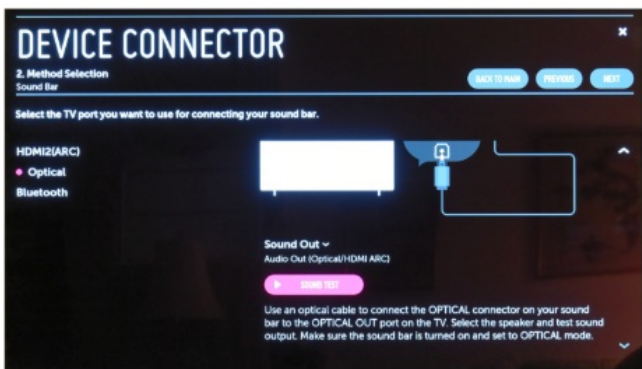 DEVICE CONNECTOR
2. Method Selection
Sound Bar
BACK TO MAIN
PREVIOUS
NEXT
Select the TV port you want to use for connecting your sound bar.
HDMI2(ARC)
Optical
Bluetooth
Sound Out
Audio Out (Optical/HDMI ARC)
SOUND TEST
Use an optical cable to connect the OPTICAL connector on your sound
bar to the OPTICAL OUT port on the TV. Select the speaker and test sound
output. Make sure the sound bar is turned on and set to OPTICAL mode.